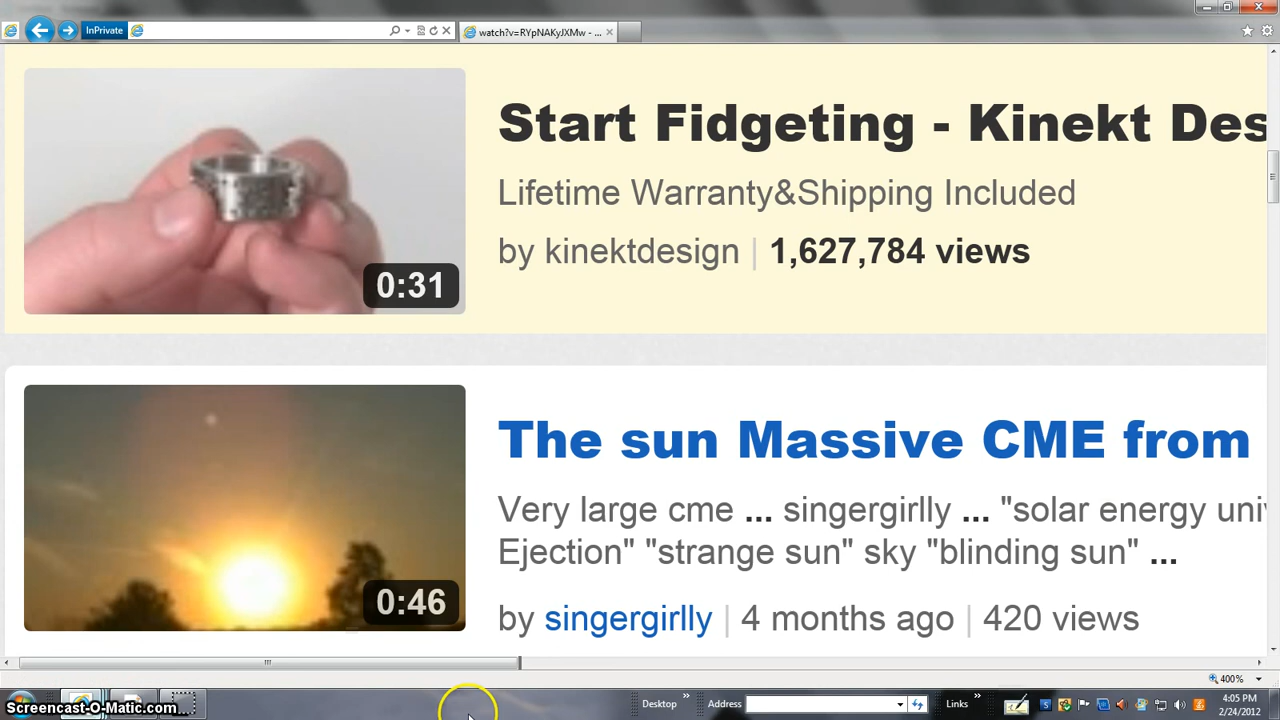 InPrivate
watch?v=RYpNAKyJXMw - ...
Start Fidgeting - Kinekt Des
Lifetime Warranty&Shipping Included
by kinektdesign | 1,627,784 views
0:31
The sun Massive CME from
Very large cme ... singergirlly ... "solar energy uni
Ejection" "strange sun" sky "blinding sun" ...
0:46
by singergirlly | 4 months ago | 420 views
400%
Screencast-O-Matic.com
Desktop
Address
Links
4:05 PM
2/24/2012